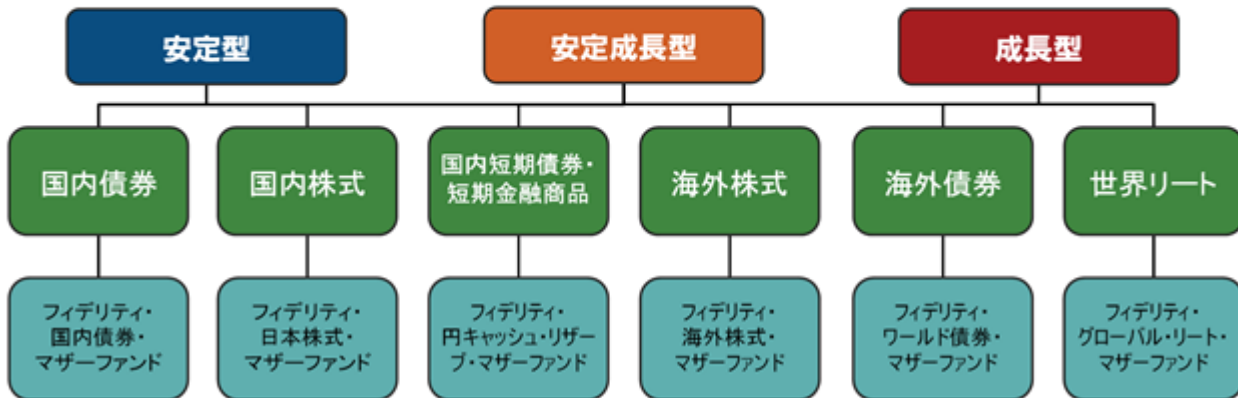 安定型
安定成長型
成長型
国内債券
国内株式
国内短期債券・
短期金融商品
海外株式
海外債券
世界リート
フィデリティ・
国内債券・
マザーファンド
フィデリティ・
日本株式・
マザーファンド
フィデリティ・
円キャッシュ・リザー
ブ・マザーファンド
フィデリティ・
海外株式・
マザーファンド
フィデリティ・
ワールド債券・
マザーファンド
フィデリティ・
グローバル・リート・
マザーファンド